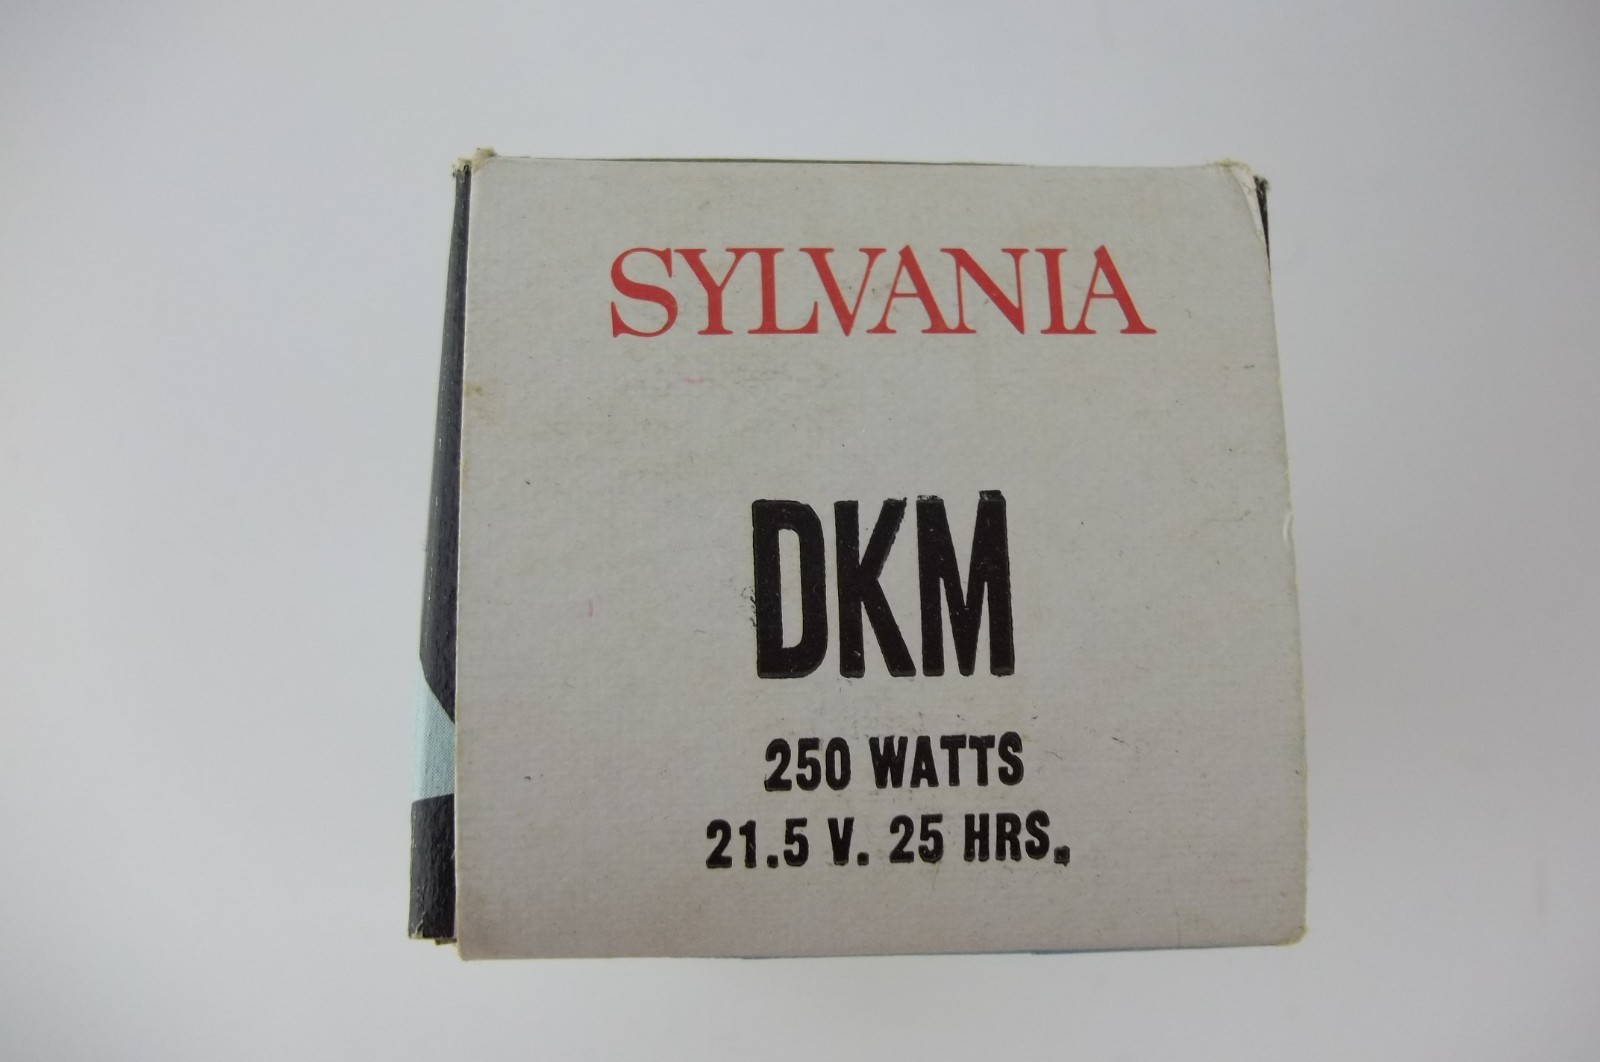 SYLVANIA
DKM
250 WATTS
21.5 V. 25 HRS.